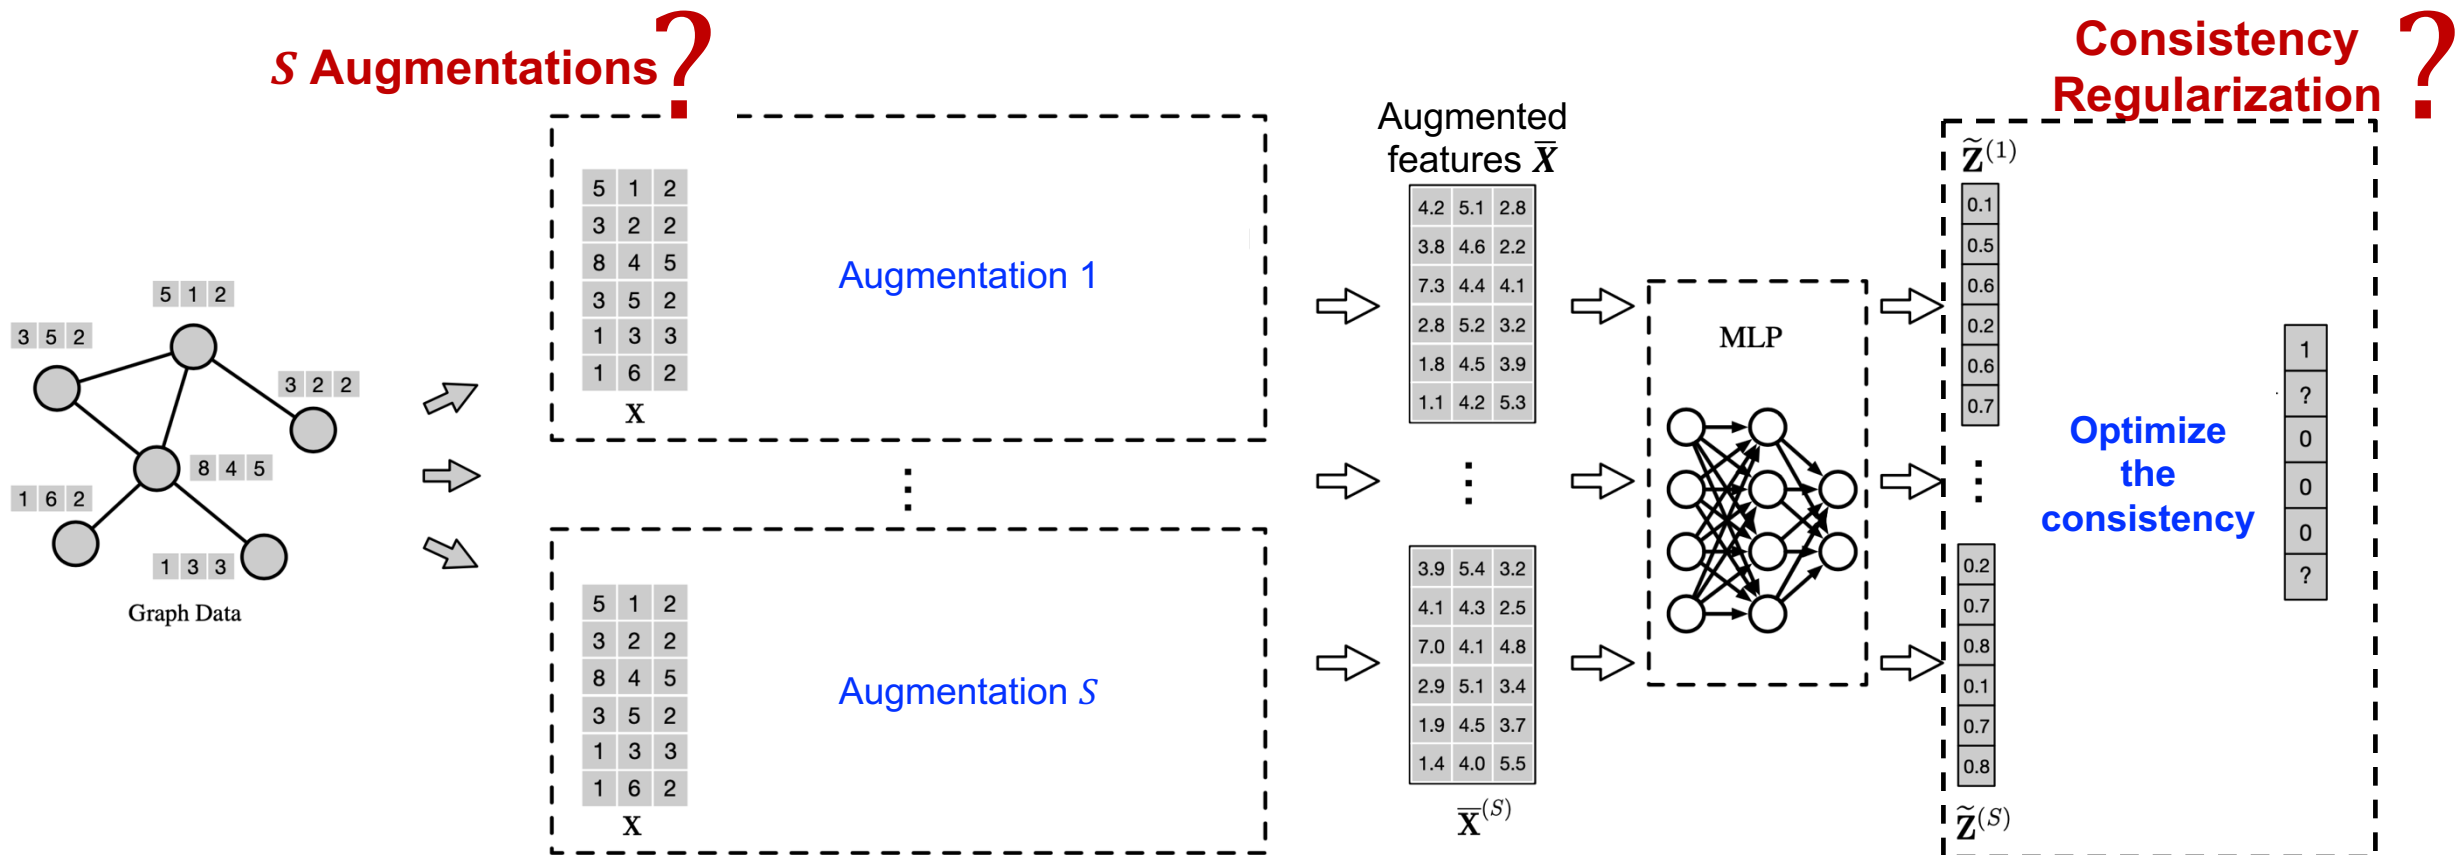 S Augmentations?
Consistency ?
Regularization
5 1 2
3 5 2
3 2 2
8 4 5
1 6 2
1 3 3
Graph Data
5 1 2
3 2 2
8 4 5
3 5 2
1 3 3
1 6 2
X
Augmentation 1
⋮
5 1 2
3 2 2
8 4 5
3 5 2
1 3 3
1 6 2
X
Augmentation S
Augmented
features X̅
4.2 5.1 2.8
3.8 4.6 2.2
7.3 4.4 4.1
2.8 5.2 3.2
1.8 4.5 3.9
1.1 4.2 5.3
⋮
3.9 5.4 3.2
4.1 4.3 2.5
7.0 4.1 4.8
2.9 5.1 3.4
1.9 4.5 3.7
1.4 4.0 5.5
X̅^(S)
MLP
Z̃^(1)
0.1
0.5
0.6
0.2
0.6
0.7
⋮
0.2
0.7
0.8
0.1
0.7
0.8
Z̃^(S)
Optimize
the
consistency
1
?
0
0
0
?